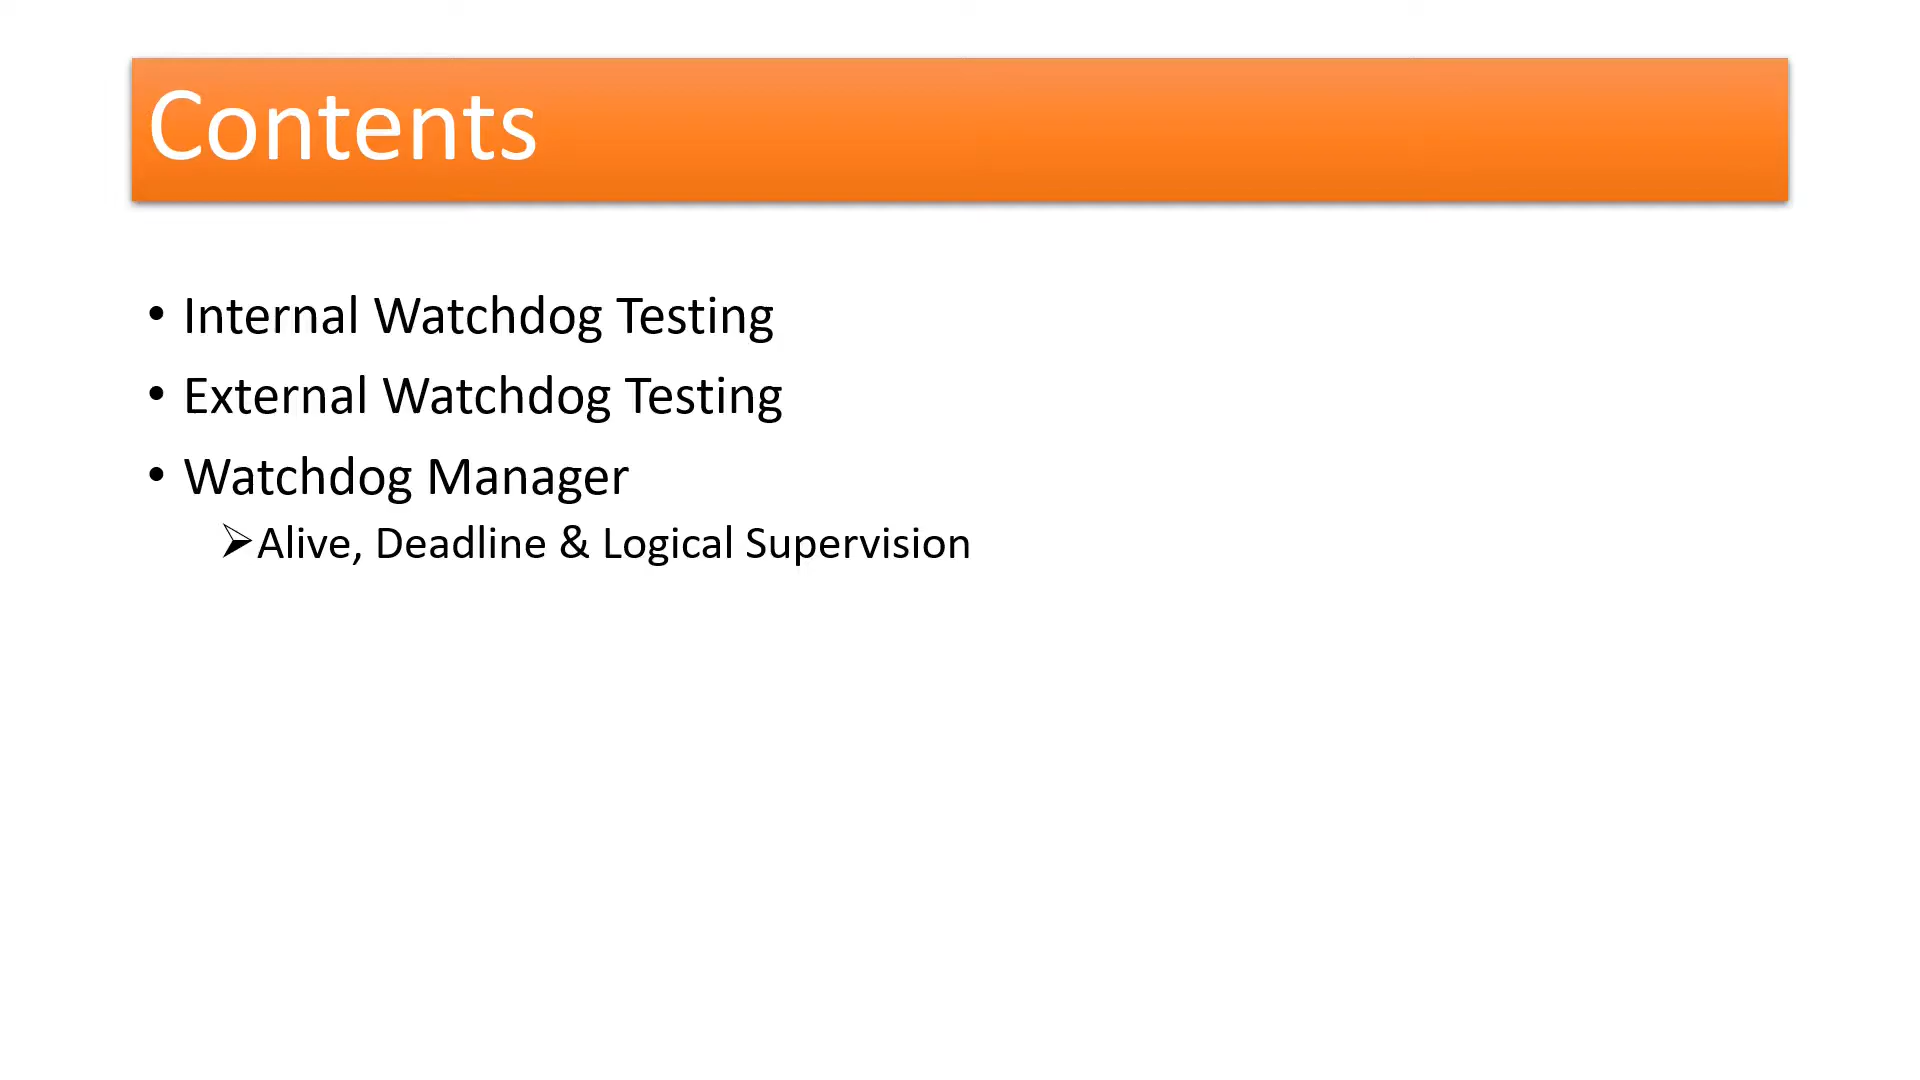 Contents
• Internal Watchdog Testing
• External Watchdog Testing
• Watchdog Manager
➢Alive, Deadline & Logical Supervision